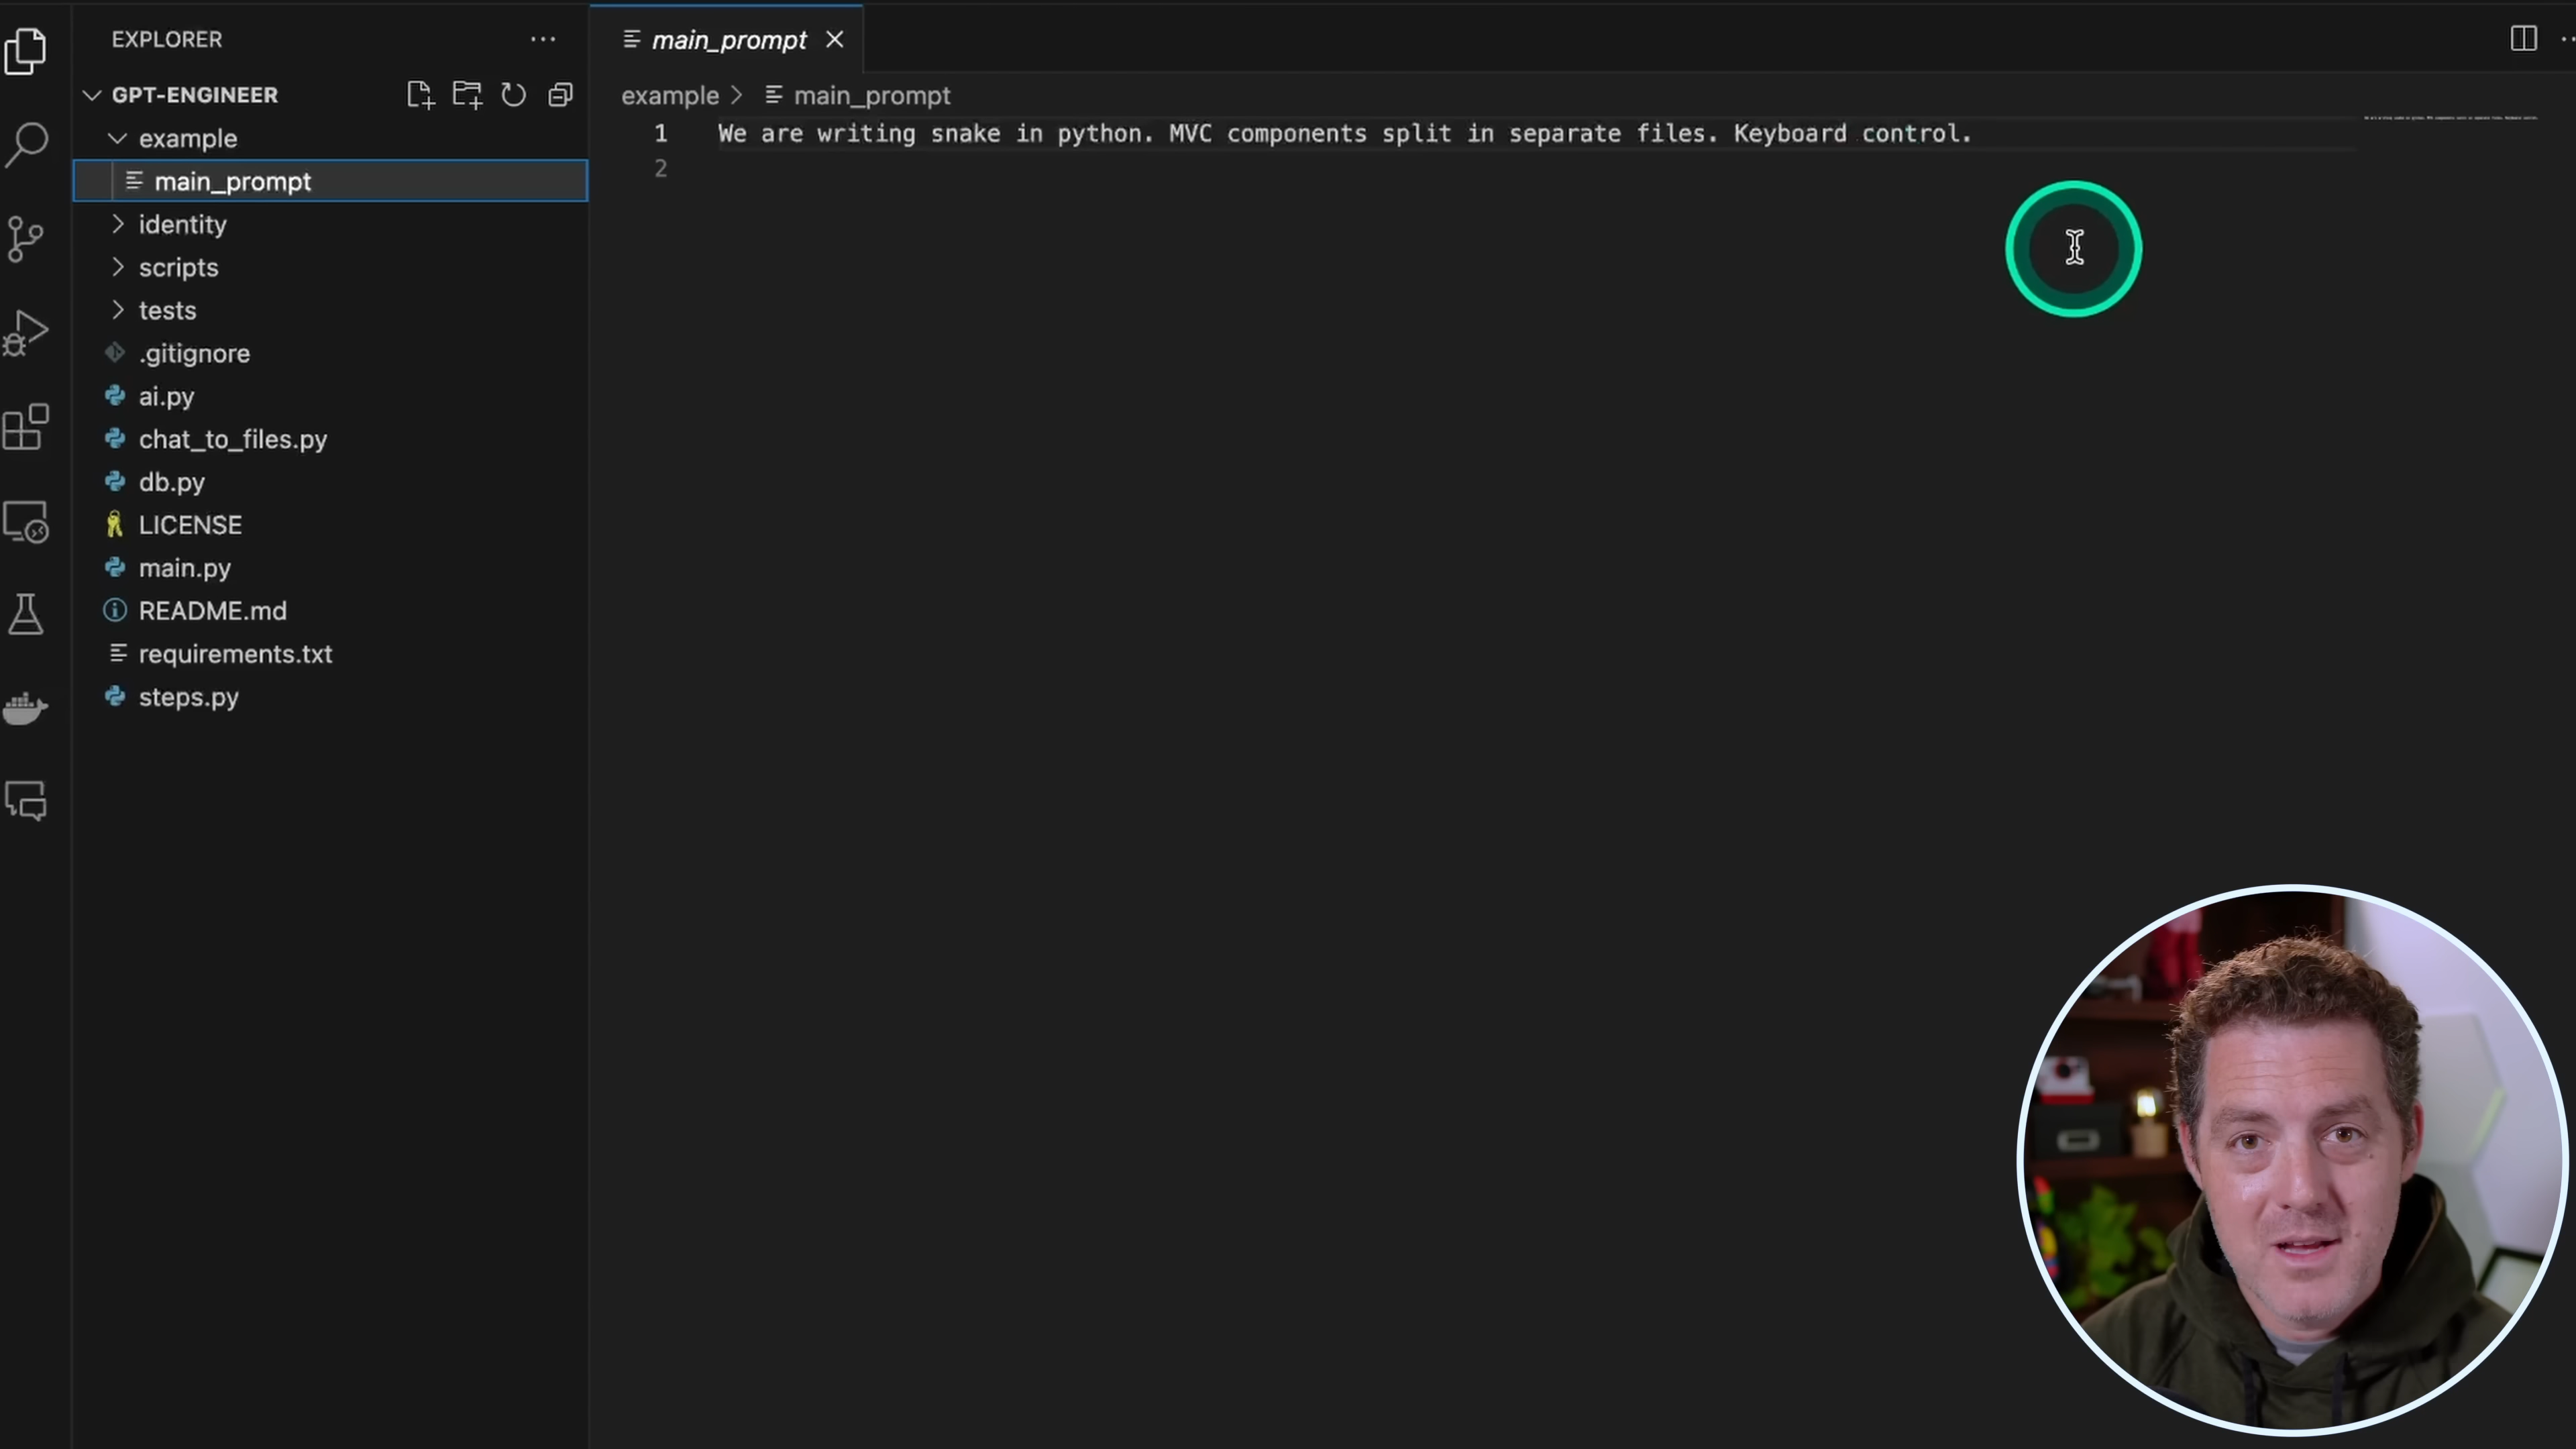 EXPLORER
GPT-ENGINEER
example
main_prompt
identity
scripts
tests
.gitignore
ai.py
chat_to_files.py
db.py
LICENSE
main.py
README.md
requirements.txt
steps.py
main_prompt
example > main_prompt
1 We are writing snake in python. MVC components split in separate files. Keyboard control.
2